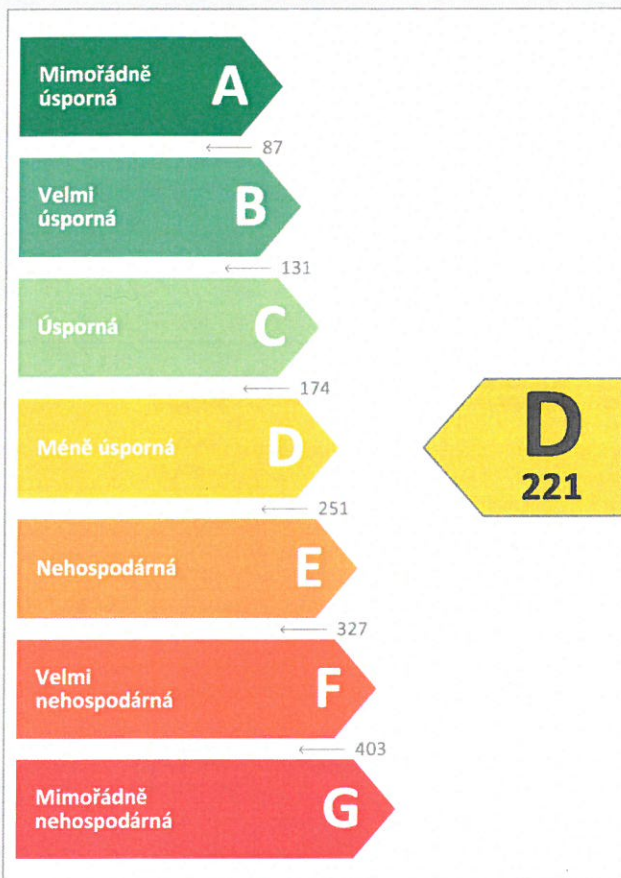 Mimořádně
úsporná
A
87
Velmi
úsporná
B
131
Úsporná
C
174
Méně úsporná
D
251
D
221
Nehospodárná
E
327
Velmi
nehospodárná
F
403
Mimořádně
nehospodárná
G